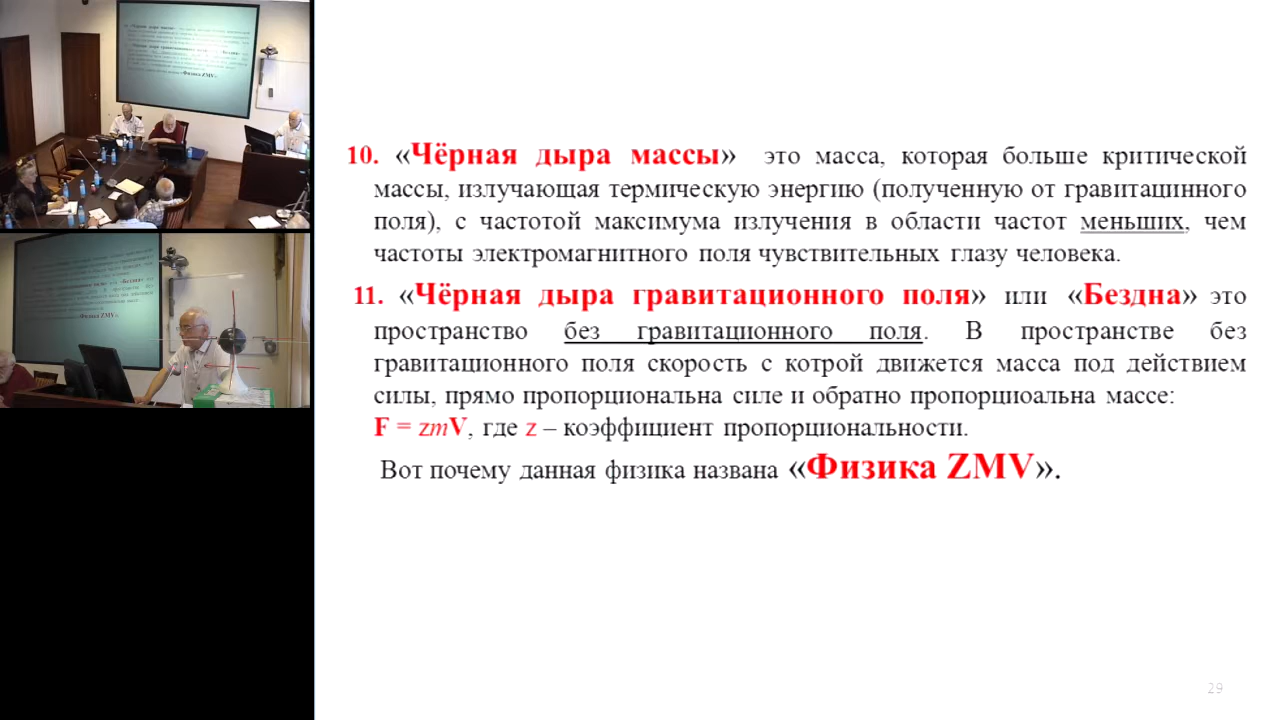 10. «Чёрная дыра массы» это масса, которая больше критической
массы, излучающая термическую энергию (полученную от гравитацинного
поля), с частотой максимума излучения в области частот меньших, чем
частоты электромагнитного поля чувствительных глазу человека.
11. «Чёрная дыра гравитационного поля» или «Бездна» это
пространство без гравитационного поля. В пространстве без
гравитационного поля скорость с котрой движется масса под действием
силы, прямо пропорциональна силе и обратно пропорциоальна массе:
F = zmV, где z – коэффициент пропорциональности.
Вот почему данная физика названа «Физика ZMV».
29